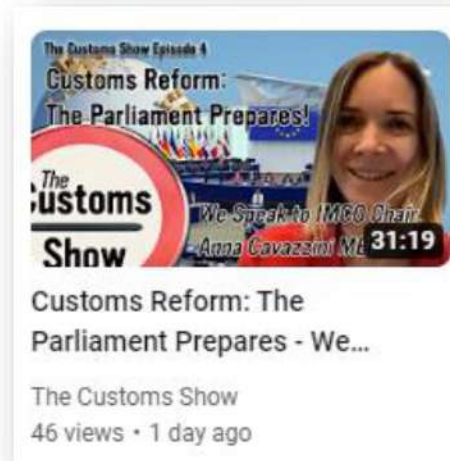 The Customs Show Episode 4
Customs Reform:
The Parliament Prepares!
The
Customs
Show
We Speak to IMCO Chair
Anna Cavazzini ME
31:19
Customs Reform: The
Parliament Prepares - We...
The Customs Show
46 views • 1 day ago